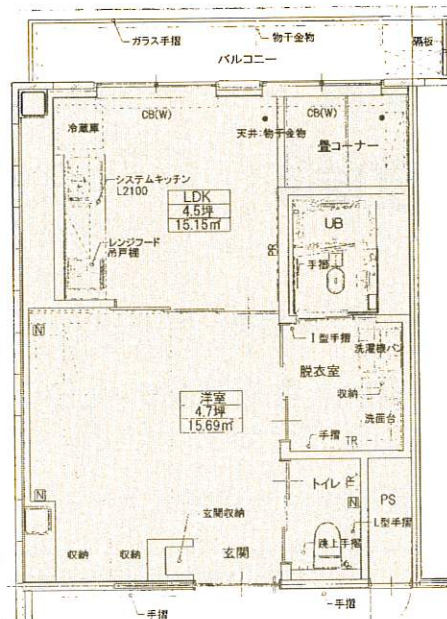 ガラス手摺
物干金物
隔板
バルコニー
冷蔵庫
CB(W)
CB(W)
天井:物干金物
畳コーナー
システムキッチン
L2100
LDK
4.5坪
15.15㎡
UB
手摺
レンジフード
吊戸棚
PR
N
I型手摺
洗濯機パン
脱衣室
収納
洋室
4.7坪
15.69㎡
洗面台
手摺
TR
トイレ
N
PS
N
L型手摺
玄関収納
跳上手摺
収納
収納
玄関
手摺
手摺